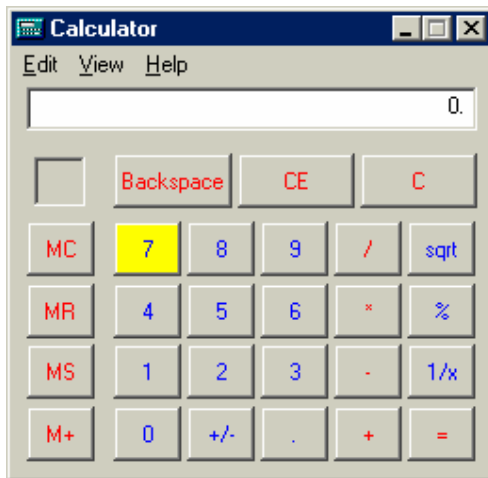 Calculator
Edit View Help
0.
Backspace CE C
MC 7 8 9 / sqrt
MR 4 5 6 * %
MS 1 2 3 - 1/x
M+ 0 +/- . + =